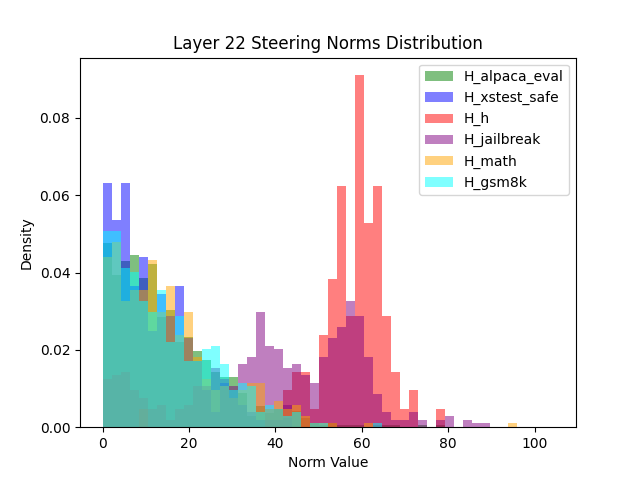 Layer 22 Steering Norms Distribution
H_alpaca_eval
H_xstest_safe
H_h
H_jailbreak
H_math
H_gsm8k
Density
0.08
0.06
0.04
0.02
0.00
0 20 40 60 80 100
Norm Value